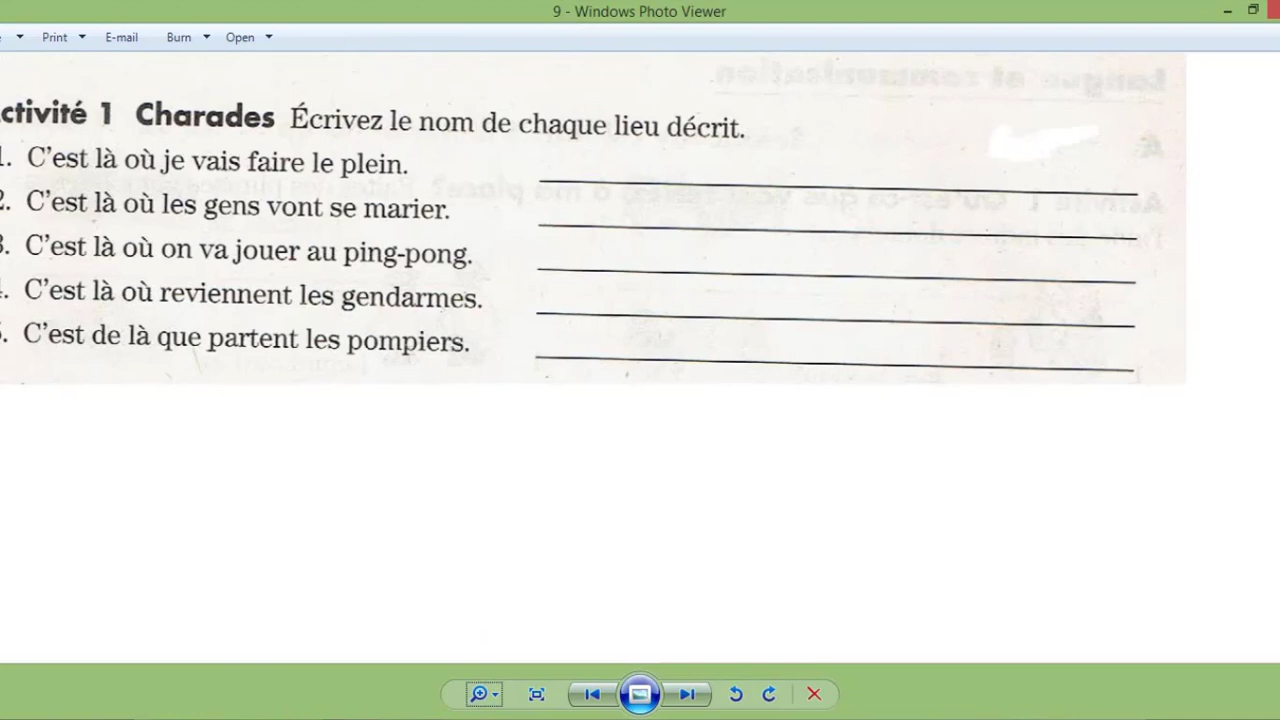 9 - Windows Photo Viewer
Print E-mail Burn Open
ctivité 1 Charades Écrivez le nom de chaque lieu décrit.
1. C'est là où je vais faire le plein.
2. C'est là où les gens vont se marier.
3. C'est là où on va jouer au ping-pong.
. C'est là où reviennent les gendarmes.
. C'est de là que partent les pompiers.